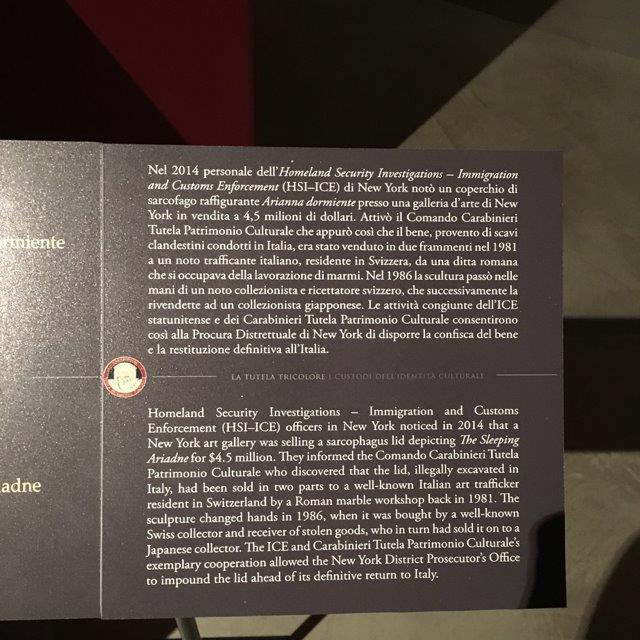 rmiente
Nel 2014 personale dell'Homeland Security Investigations – Immigration
and Customs Enforcement (HSI–ICE) di New York notò un coperchio di
sarcofago raffigurante Arianna dormiente presso una galleria d'arte di New
York in vendita a 4,5 milioni di dollari. Attivò il Comando Carabinieri
Tutela Patrimonio Culturale che appurò così che il bene, provento di scavi
clandestini condotti in Italia, era stato venduto in due frammenti nel 1981
a un noto trafficante italiano, residente in Svizzera, da una ditta romana
che si occupava della lavorazione di marmi. Nel 1986 la scultura passò nelle
mani di un noto collezionista e ricettatore svizzero, che successivamente la
rivendette ad un collezionista giapponese. Le attività congiunte dell'ICE
statunitense e dei Carabinieri Tutela Patrimonio Culturale consentirono
così alla Procura Distrettuale di New York di disporre la confisca del bene
e la restituzione definitiva all'Italia.
LA TUTELA TRICOLORE | CUSTODI DELL'IDENTITÀ CULTURALE
iadne
Homeland Security Investigations – Immigration and Customs
Enforcement (HSI–ICE) officers in New York noticed in 2014 that a
New York art gallery was selling a sarcophagus lid depicting The Sleeping
Ariadne for $4.5 million. They informed the Comando Carabinieri Tutela
Patrimonio Culturale who discovered that the lid, illegally excavated in
Italy, had been sold in two parts to a well-known Italian art trafficker
resident in Switzerland by a Roman marble workshop back in 1981. The
sculpture changed hands in 1986, when it was bought by a well-known
Swiss collector and receiver of stolen goods, who in turn had sold it on to a
Japanese collector. The ICE and Carabinieri Tutela Patrimonio Culturale's
exemplary cooperation allowed the New York District Prosecutor's Office
to impound the lid ahead of its definitive return to Italy.